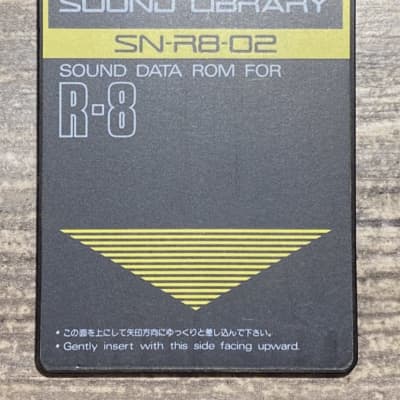 SOUND LIBRARY
SN-R8-02
SOUND DATA ROM FOR
R-8
• この面を上にして矢印方向にゆっくりと差し込んで下さい。
• Gently insert with this side facing upward.